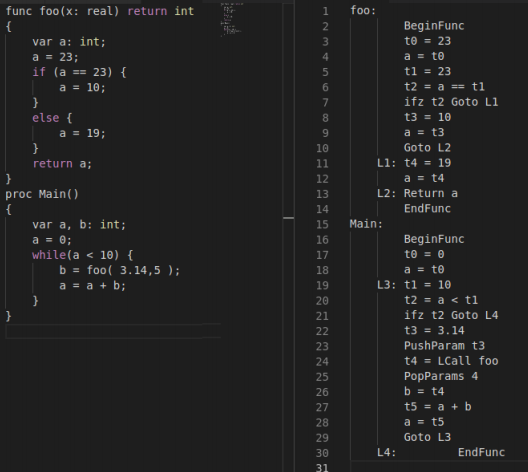 func foo(x: real) return int
{
    var a: int;
    a = 23;
    if (a == 23) {
        a = 10;
    }
    else {
        a = 19;
    }
    return a;
}
proc Main()
{
    var a, b: int;
    a = 0;
    while(a < 10) {
        b = foo( 3.14,5 );
        a = a + b;
    }
}
1 foo:
2         BeginFunc
3         t0 = 23
4         a = t0
5         t1 = 23
6         t2 = a == t1
7         ifz t2 Goto L1
8         t3 = 10
9         a = t3
10         Goto L2
11     L1: t4 = 19
12         a = t4
13     L2: Return a
14         EndFunc
15 Main:
16         BeginFunc
17         t0 = 0
18         a = t0
19     L3: t1 = 10
20         t2 = a < t1
21         ifz t2 Goto L4
22         t3 = 3.14
23         PushParam t3
24         t4 = LCall foo
25         PopParams 4
26         b = t4
27         t5 = a + b
28         a = t5
29         Goto L3
30     L4:         EndFunc
31